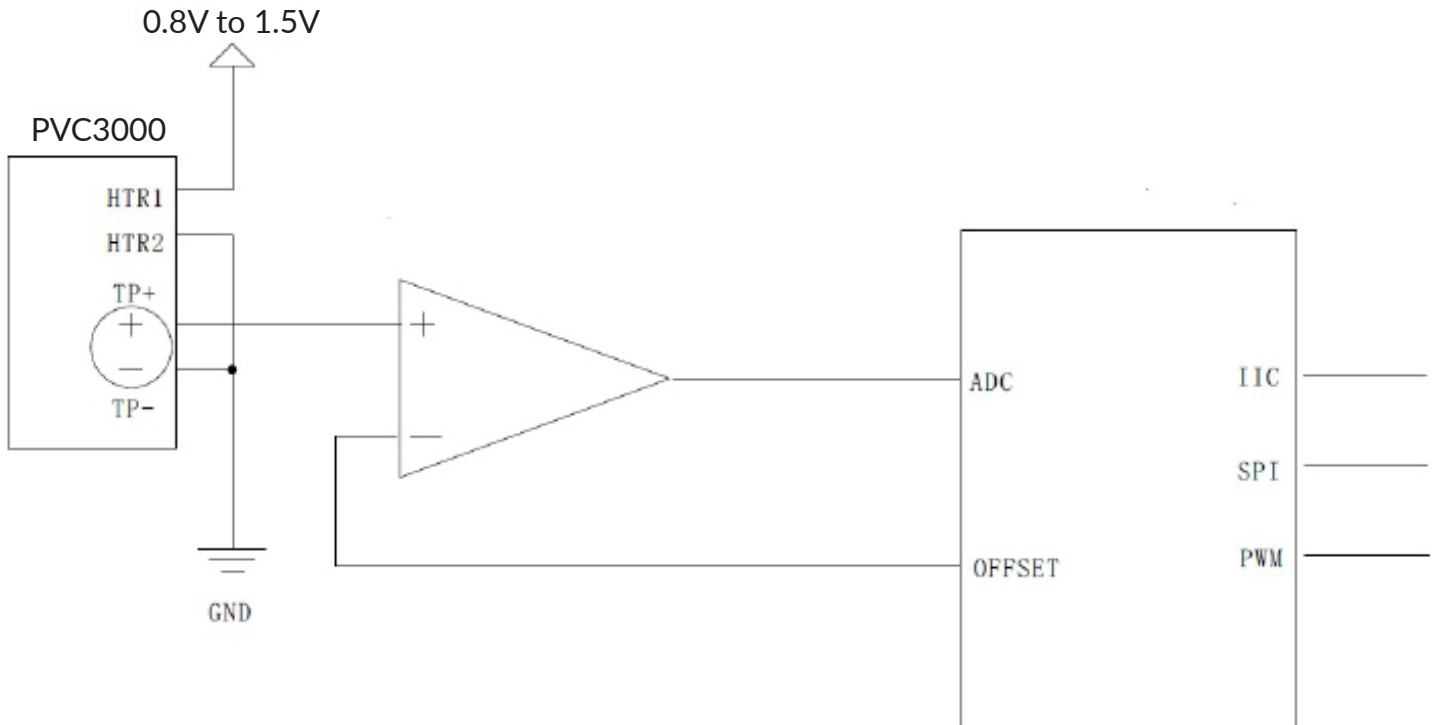 0.8V to 1.5V
PVC3000
HTR1
HTR2
TP+
+
−
TP-
+
−
ADC
OFFSET
IIC
SPI
PWM
GND